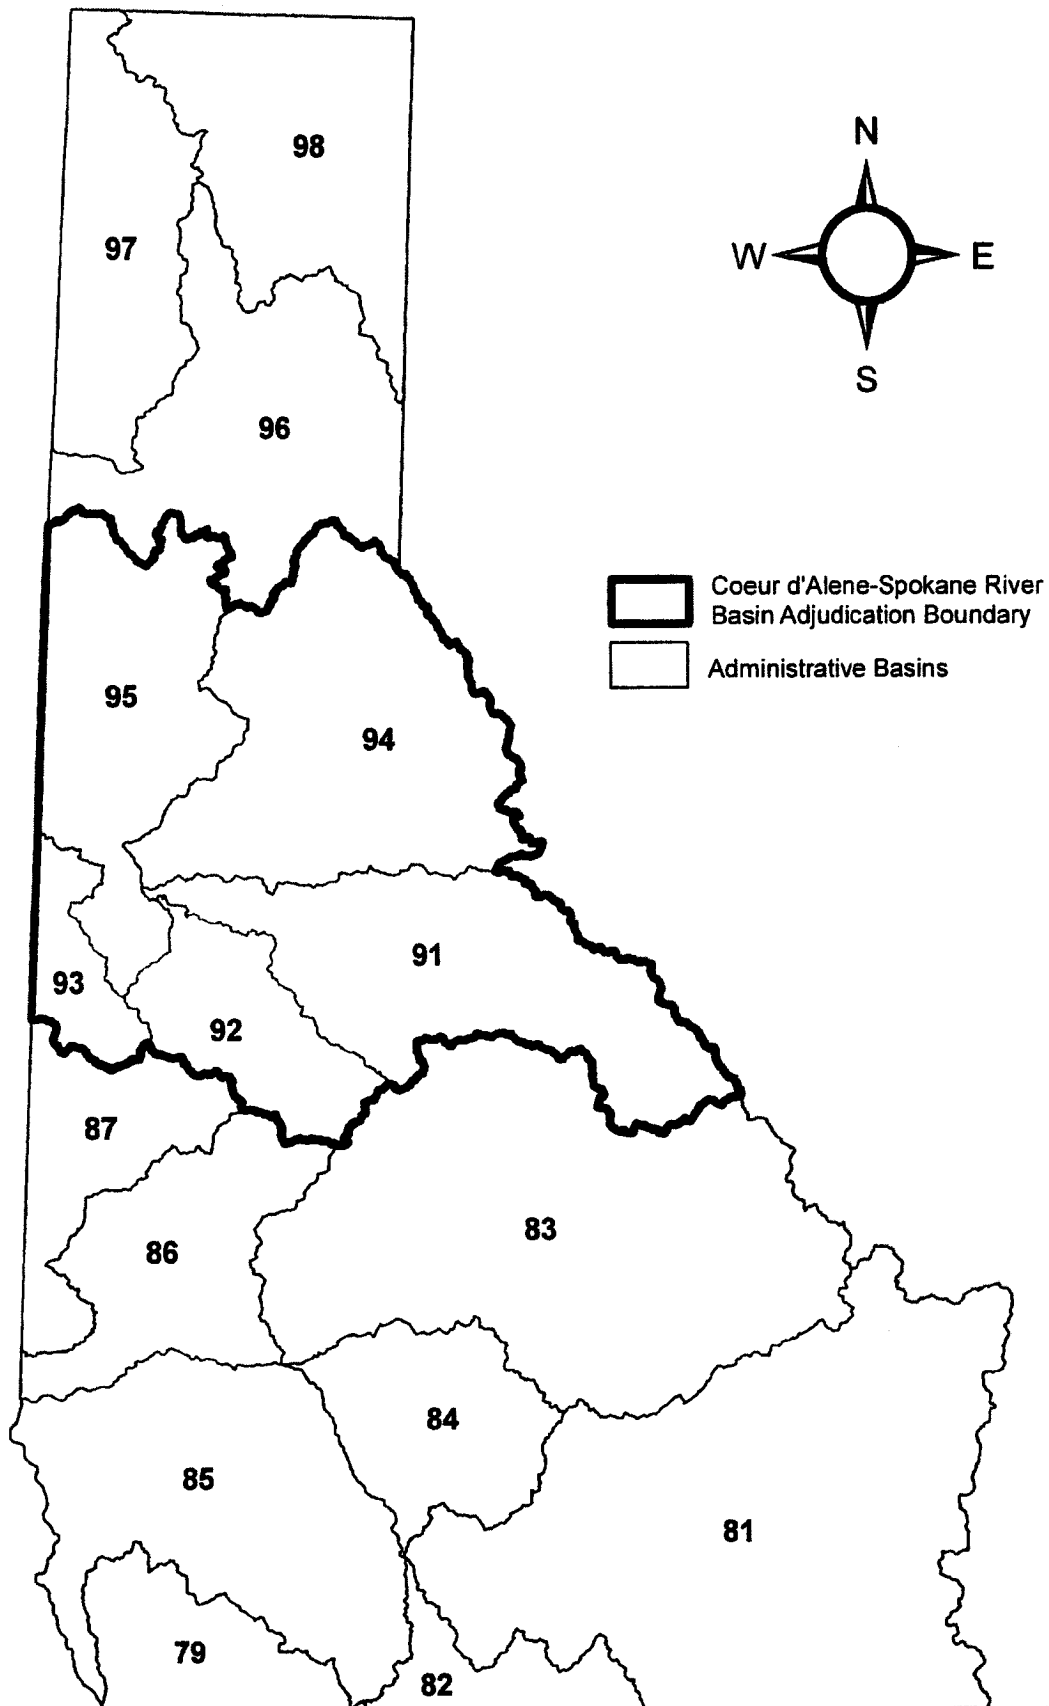 98
N
97
W
E
S
96
Coeur d'Alene-Spokane River
Basin Adjudication Boundary
Administrative Basins
95
94
91
93
92
87
86
83
84
85
81
79
82